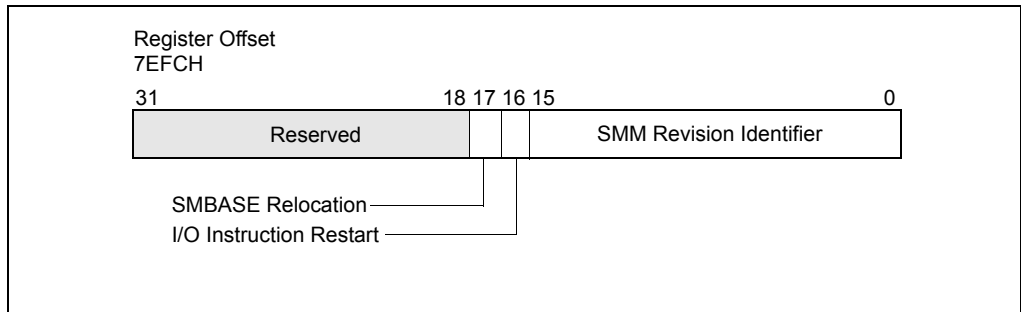 Register Offset
7EFCH
31 18 17 16 15 0
Reserved SMM Revision Identifier
SMBASE Relocation
I/O Instruction Restart